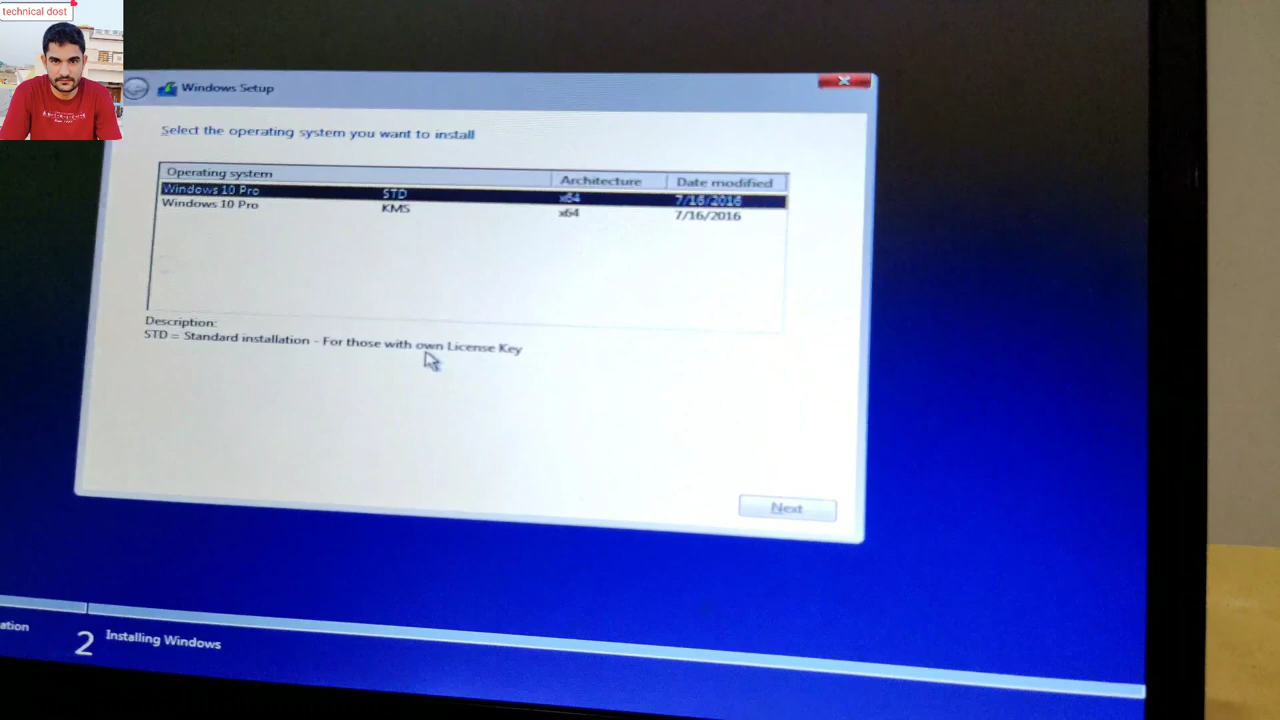 technical dost
Windows Setup
Select the operating system you want to install
Operating system Architecture Date modified
Windows 10 Pro STD x64 7/16/2016
Windows 10 Pro KMS x64 7/16/2016
Description:
STD = Standard installation - For those with own License Key
Next
ation
2 Installing Windows